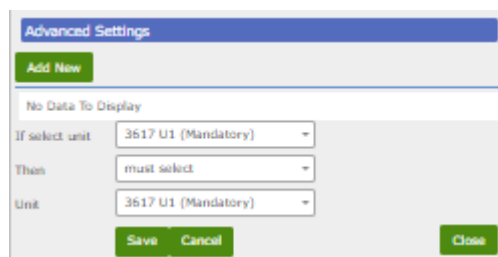 Advanced Settings
Add New
No Data To Display
If select unit 3617 U1 (Mandatory)
Then must select
Unit 3617 U1 (Mandatory)
Save Cancel Close